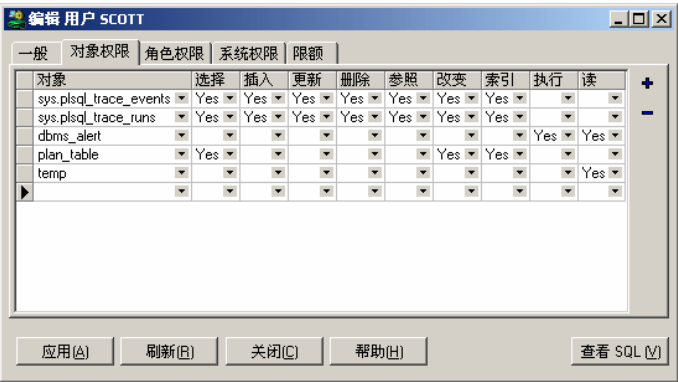 编辑 用户 SCOTT
一般 对象权限 角色权限 系统权限 限额
对象 选择 插入 更新 删除 参照 改变 索引 执行 读
sys.plsql_trace_events Yes Yes Yes Yes Yes Yes Yes
sys.plsql_trace_runs Yes Yes Yes Yes Yes Yes Yes
dbms_alert Yes Yes
plan_table Yes Yes Yes
temp Yes
应用(A) 刷新(R) 关闭(C) 帮助(H) 查看 SQL (V)